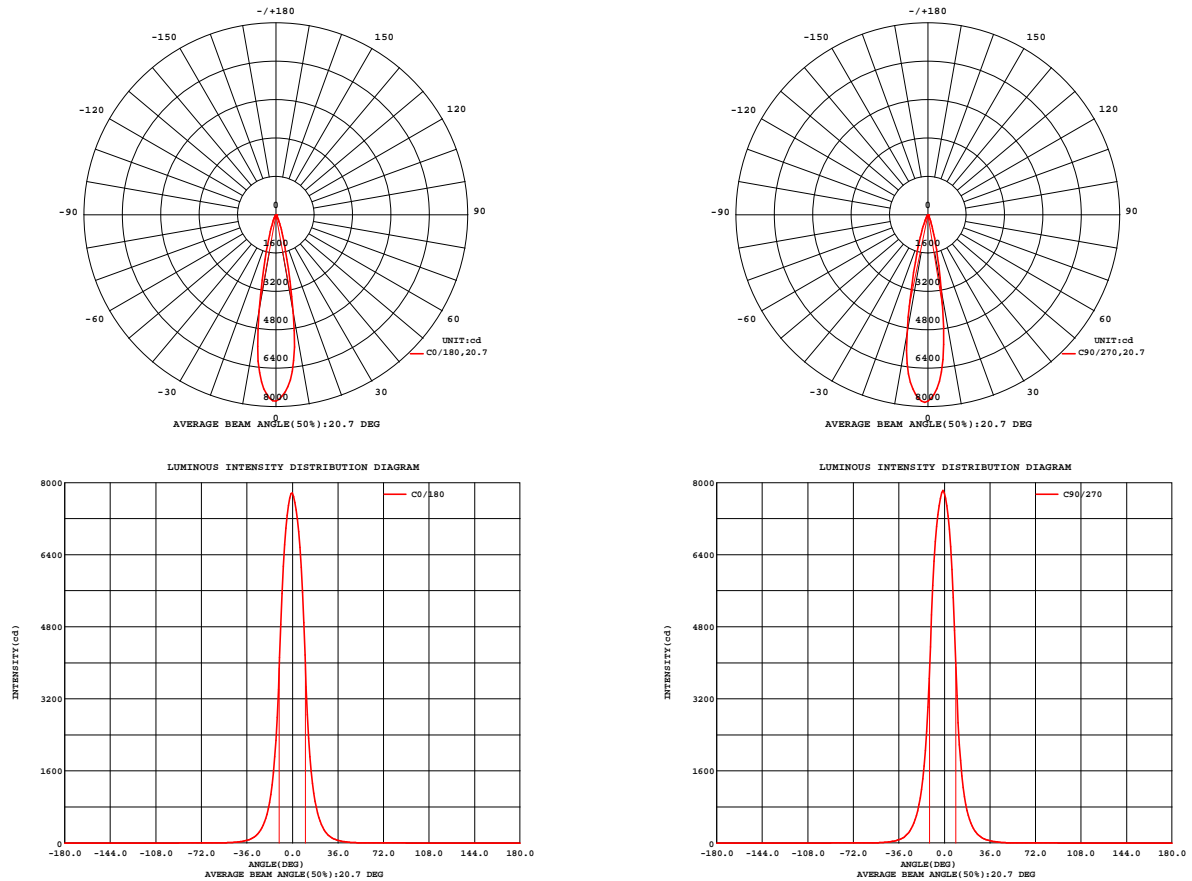 -/+180
-150 150
-120 120
-90 90
-60 60
-30 30
0
1600
3200
4800
6400
8000
0
UNIT:cd
C0/180,20.7
AVERAGE BEAM ANGLE(50%):20.7 DEG
-/+180
-150 150
-120 120
-90 90
-60 60
-30 30
0
1600
3200
4800
6400
8000
0
UNIT:cd
C90/270,20.7
AVERAGE BEAM ANGLE(50%):20.7 DEG
LUMINOUS INTENSITY DISTRIBUTION DIAGRAM
C0/180
INTENSITY(cd)
8000
6400
4800
3200
1600
0
-180.0 -144.0 -108.0 -72.0 -36.0 0.0 36.0 72.0 108.0 144.0 180.0
ANGLE(DEG)
AVERAGE BEAM ANGLE(50%):20.7 DEG
LUMINOUS INTENSITY DISTRIBUTION DIAGRAM
C90/270
INTENSITY(cd)
8000
6400
4800
3200
1600
0
-180.0 -144.0 -108.0 -72.0 -36.0 0.0 36.0 72.0 108.0 144.0 180.0
ANGLE(DEG)
AVERAGE BEAM ANGLE(50%):20.7 DEG